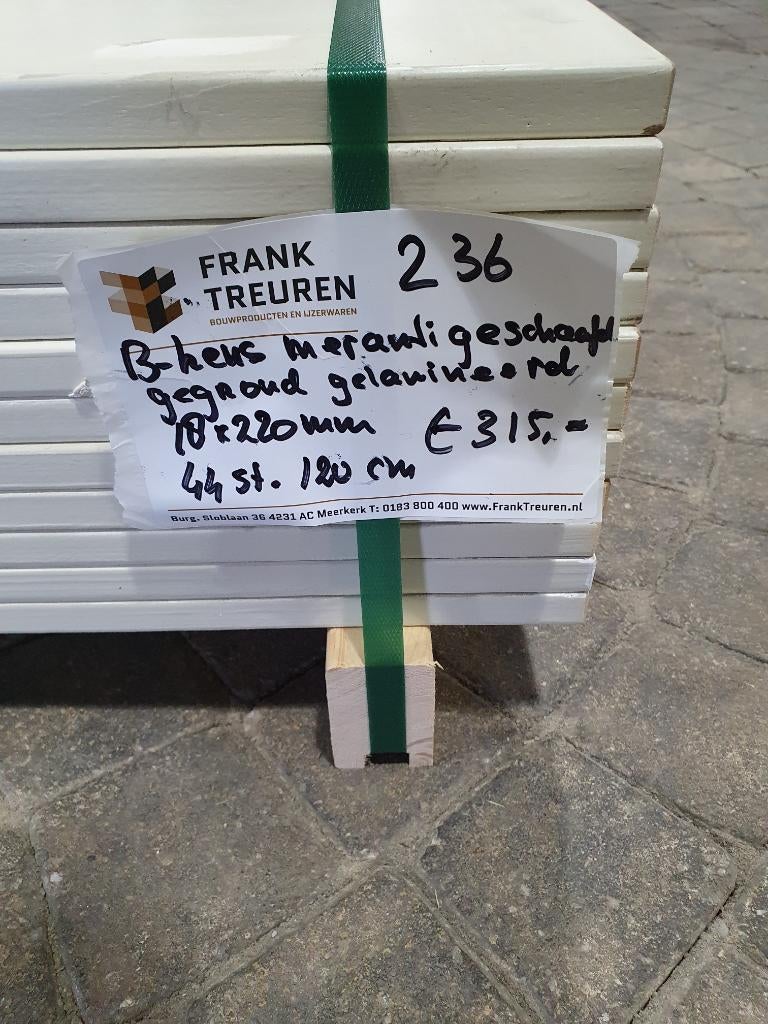 FRANK
TREUREN
BOUWPRODUCTEN EN IJZERWAREN
236
B-keus meranti geschaafd
gegrond gelamineerd
18x220mm € 315,-
44 st. 120 cm
Burg. Sloblaan 36 4231 AC Meerkerk T: 0183 800 400 www.FrankTreuren.nl